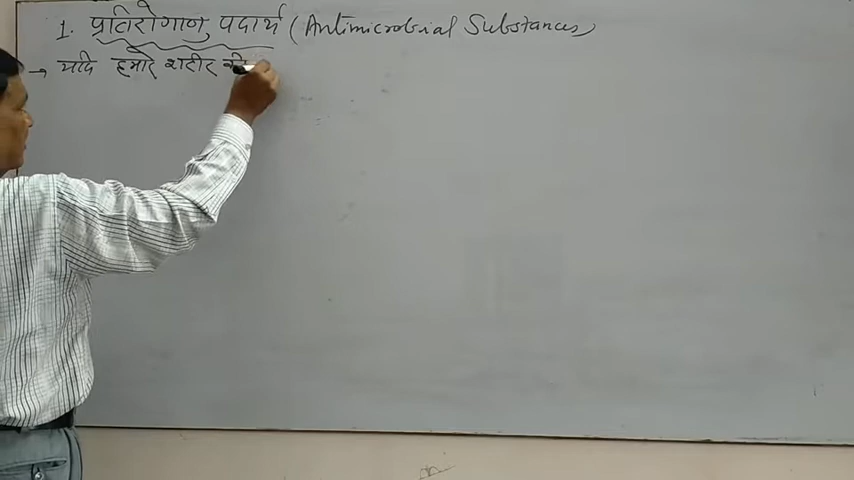 1. प्रतिरोगाणु पदार्थ (Antimicrobial Substances)
→ यदि हमारे शरीर की